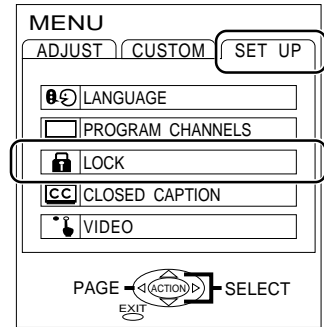 MENU
ADJUST CUSTOM SET UP
LANGUAGE
PROGRAM CHANNELS
LOCK
CC CLOSED CAPTION
VIDEO
PAGE ACTION SELECT
EXIT